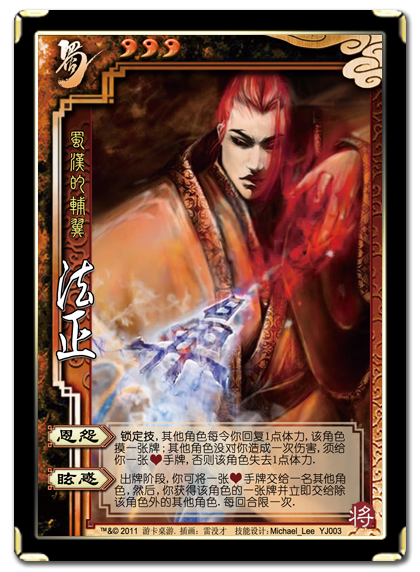 蜀
蜀漢的輔翼
法正
恩怨
锁定技,其他角色每令你回复1点体力,该角色
摸一张牌;其他角色每对你造成一次伤害,须给
你一张♥手牌,否则该角色失去1点体力.
眩惑
出牌阶段,你可将一张♥手牌交给一名其他角
色,然后,你获得该角色的一张牌并立即交给除
该角色外的其他角色.每回合限一次.
将
™&© 2011 游卡桌游. 插画: 雷没才 技能设计:Michael_Lee YJ003